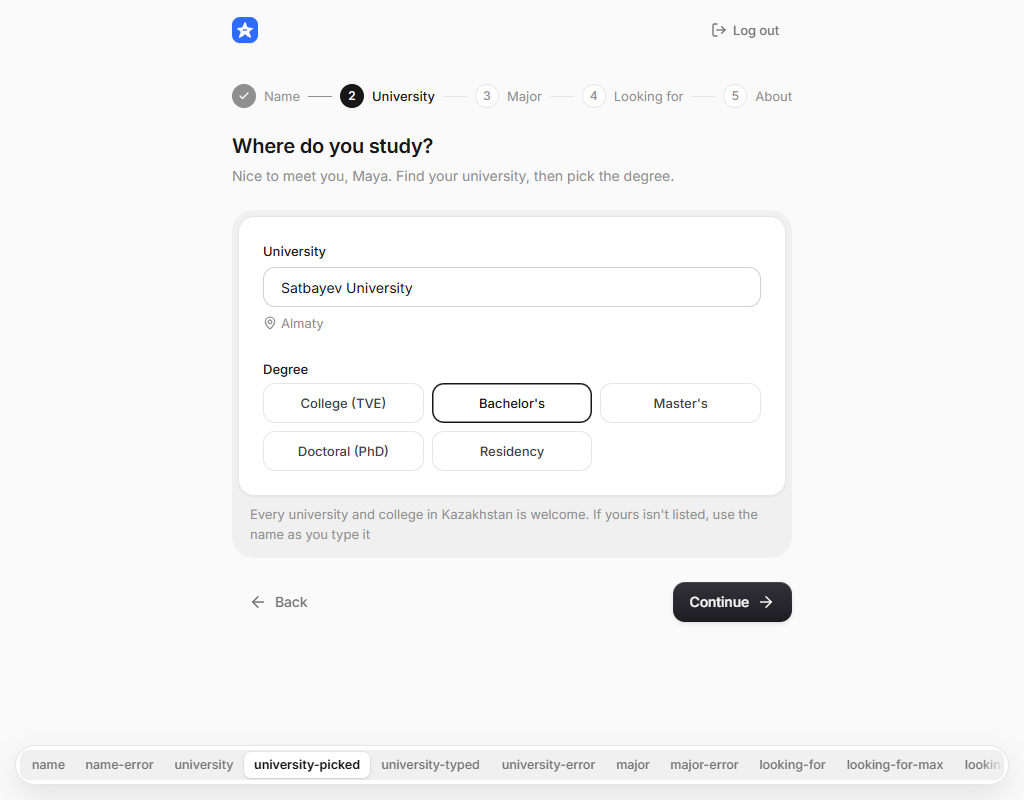 Log out
Name 2 University 3 Major 4 Looking for 5 About
Where do you study?
Nice to meet you, Maya. Find your university, then pick the degree.
University
Satbayev University
Almaty
Degree
College (TVE) Bachelor's Master's
Doctoral (PhD) Residency
Every university and college in Kazakhstan is welcome. If yours isn't listed, use the
name as you type it
Back Continue
name name-error university university-picked university-typed university-error major major-error looking-for looking-for-max